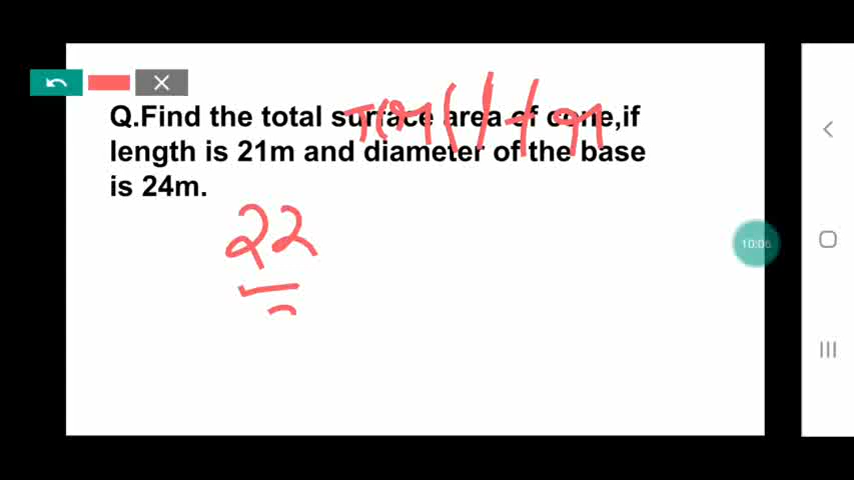 Q.Find the total surface area of cone,if
length is 21m and diameter of the base
is 24m.
22
10:06